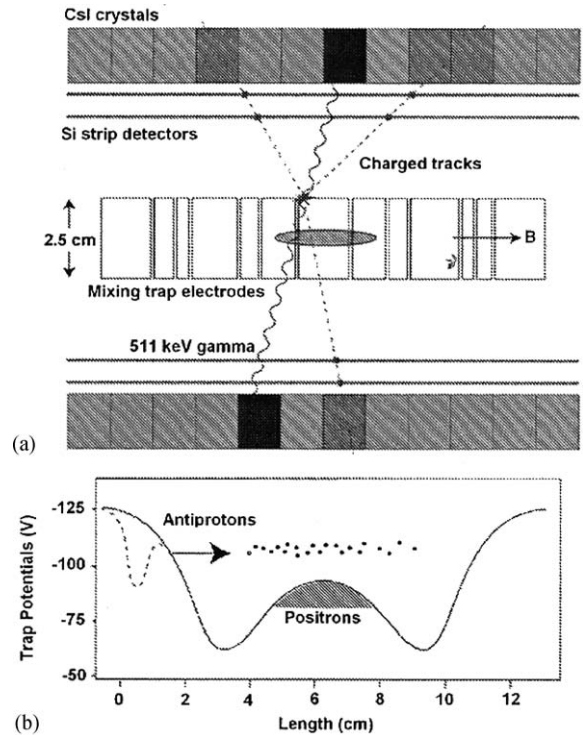 CsI crystals
Si strip detectors
Charged tracks
2.5 cm
B
Mixing trap electrodes
511 keV gamma
(a)
-125
Antiprotons
-100
-75
Positrons
-50
Trap Potentials (V)
0 2 4 6 8 10 12
(b)
Length (cm)